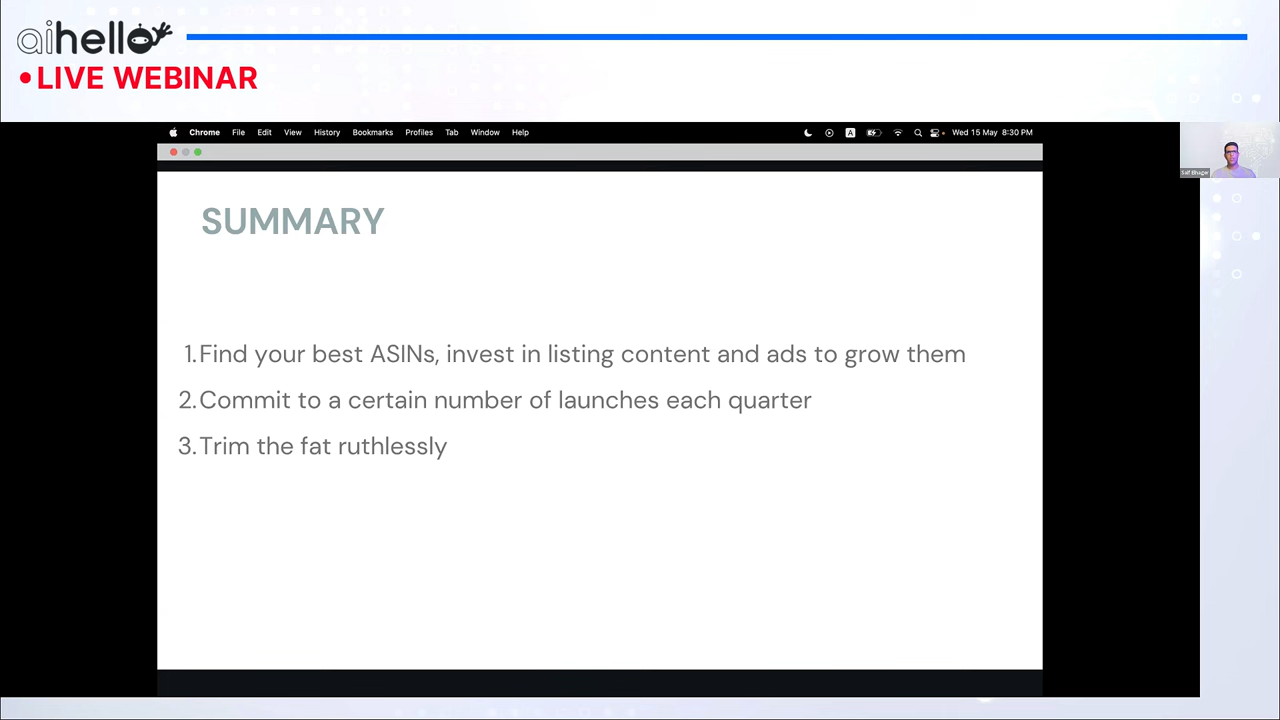 aihello
•LIVE WEBINAR
Chrome File Edit View History Bookmarks Profiles Tab Window Help
A
Wed 15 May 8:30 PM
SUMMARY
1. Find your best ASINs, invest in listing content and ads to grow them
2. Commit to a certain number of launches each quarter
3. Trim the fat ruthlessly